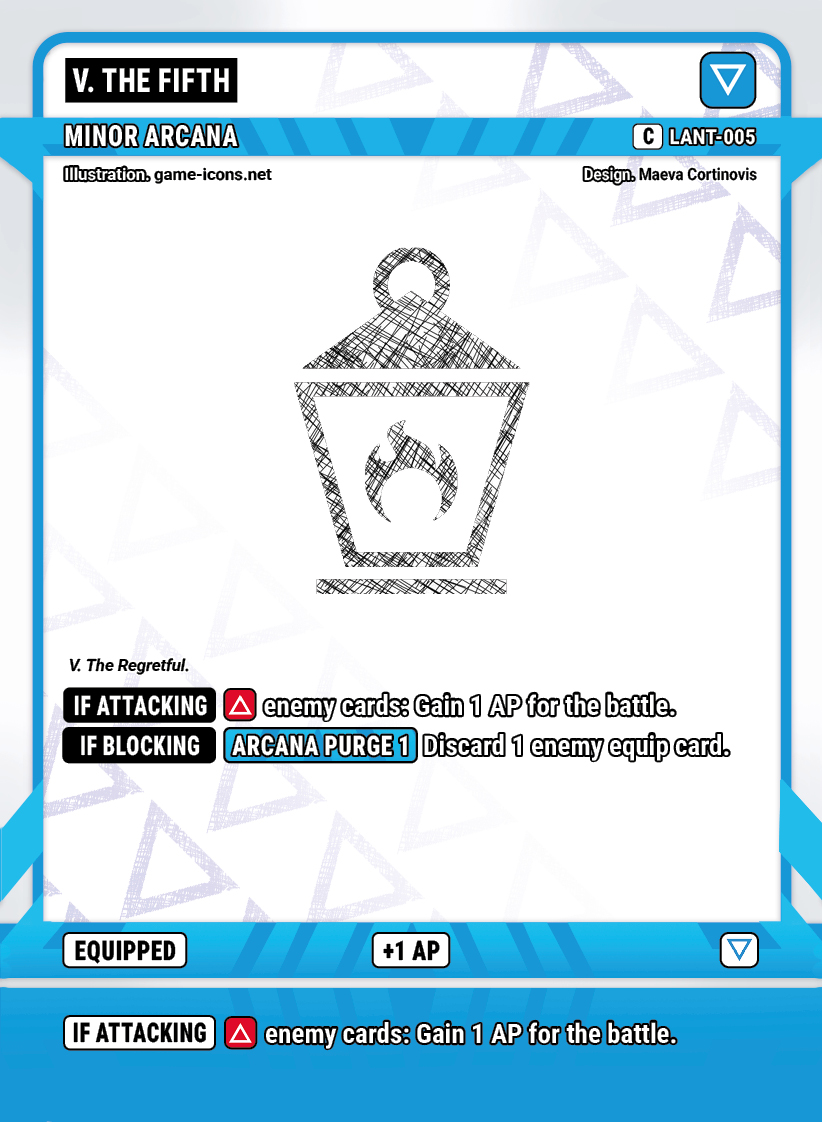 V. THE FIFTH
MINOR ARCANA
C LANT-005
Illustration. game-icons.net
Design. Maeva Cortinovis
V. The Regretful.
IF ATTACKING enemy cards: Gain 1 AP for the battle.
IF BLOCKING ARCANA PURGE 1 Discard 1 enemy equip card.
EQUIPPED
+1 AP
IF ATTACKING enemy cards: Gain 1 AP for the battle.